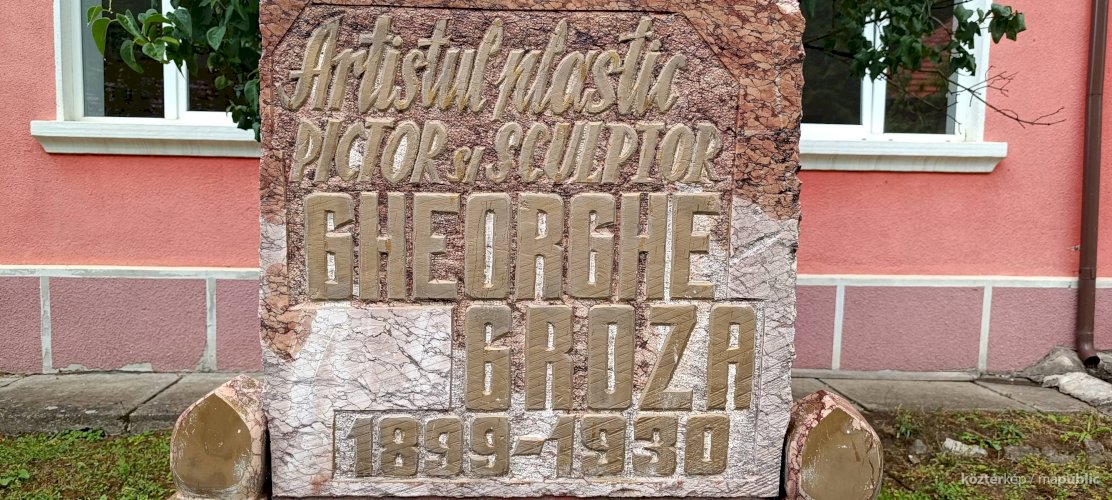 Artistul plastic
PICTOR și SCULPTOR
GHEORGHE
GROZA
1899-1930
köztérkép / mapublic